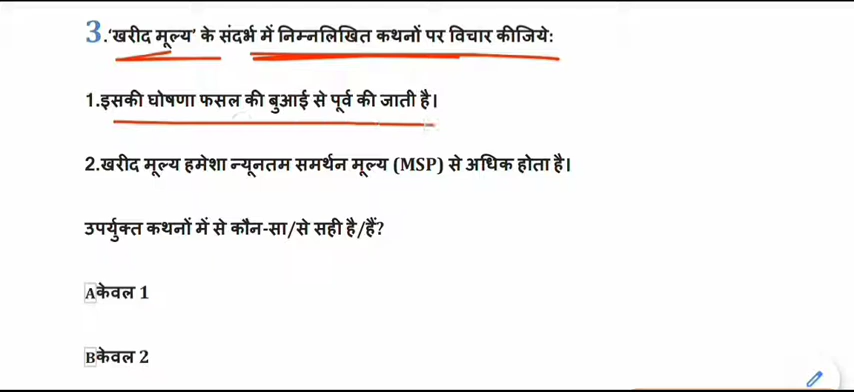 3.‘खरीद मूल्य’ के संदर्भ में निम्नलिखित कथनों पर विचार कीजिये:
1.इसकी घोषणा फसल की बुआई से पूर्व की जाती है।
2.खरीद मूल्य हमेशा न्यूनतम समर्थन मूल्य (MSP) से अधिक होता है।
उपर्युक्त कथनों में से कौन-सा/से सही है/हैं?
Aकेवल 1
Bकेवल 2